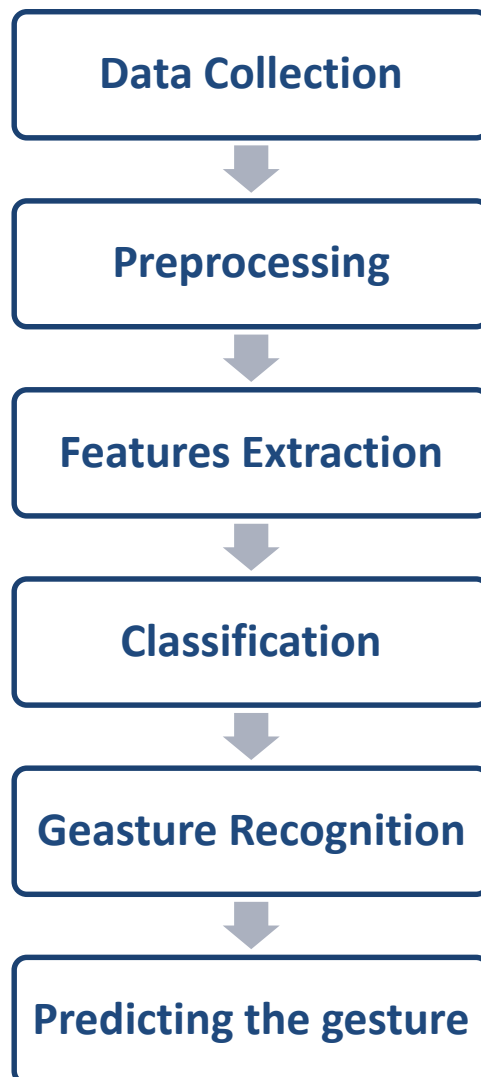 Data Collection
Preprocessing
Features Extraction
Classification
Geasture Recognition
Predicting the gesture